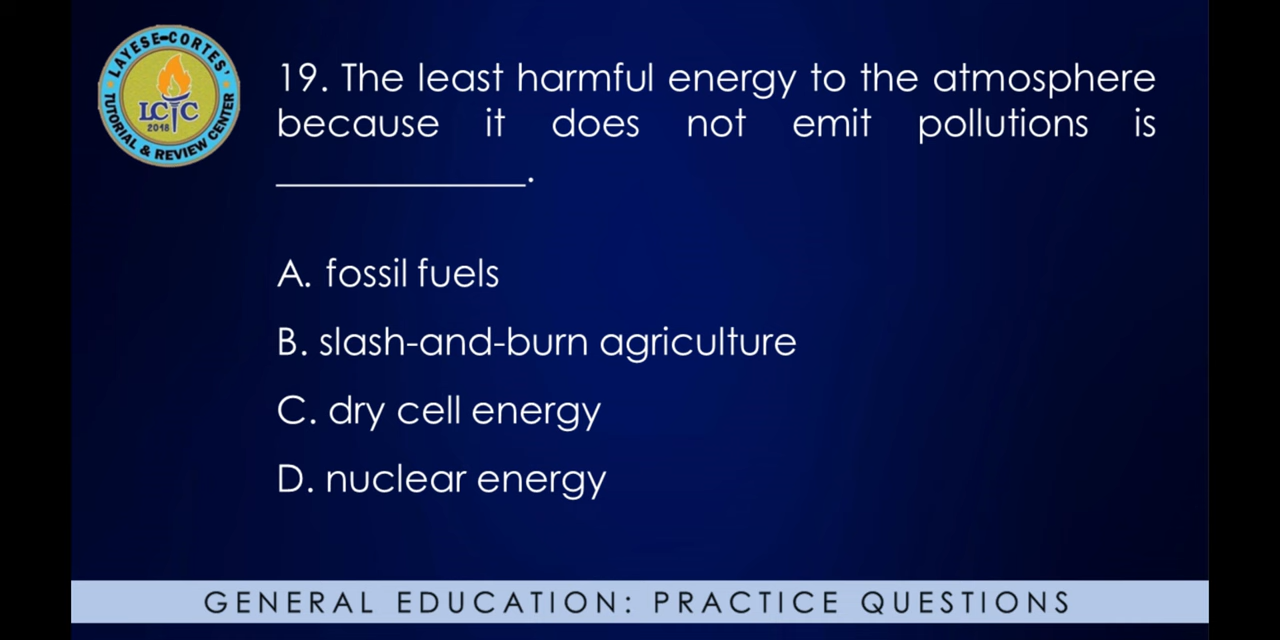 LAYESE-CORTES'
LCTC
2018
TUTORIAL & REVIEW CENTER
19. The least harmful energy to the atmosphere
because it does not emit pollutions is
_____________.
A. fossil fuels
B. slash-and-burn agriculture
C. dry cell energy
D. nuclear energy
GENERAL EDUCATION: PRACTICE QUESTIONS